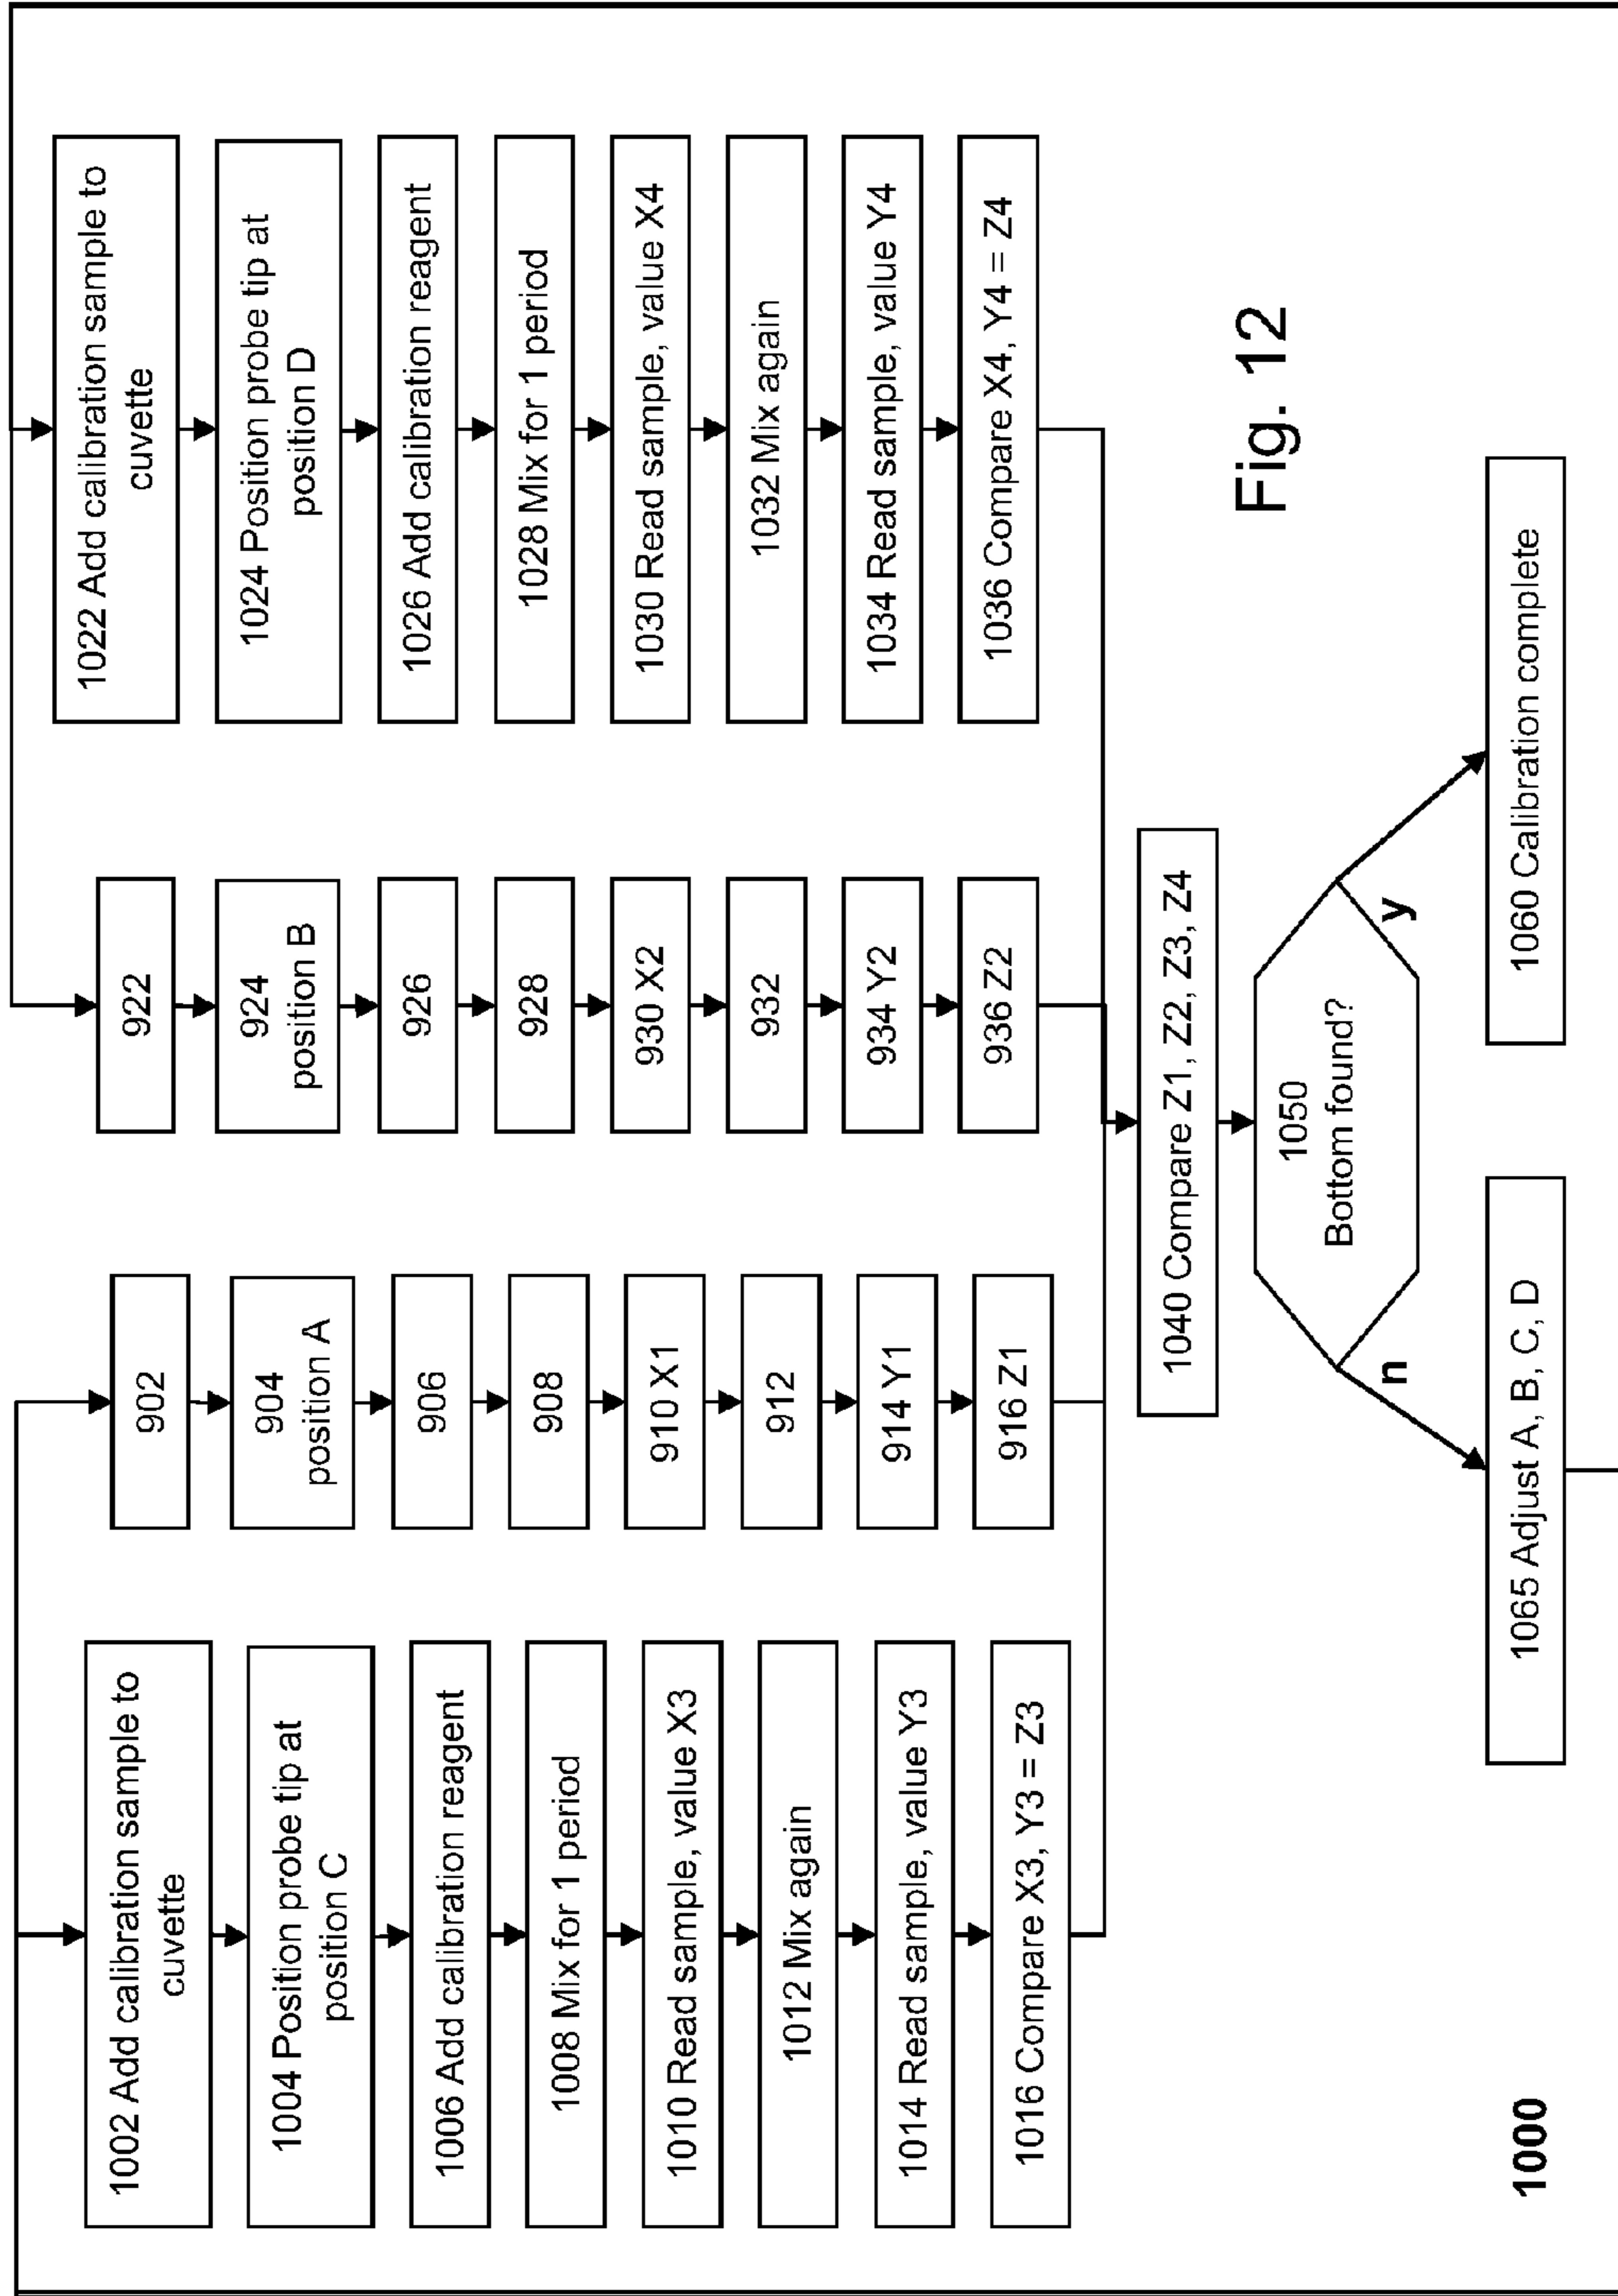 1002 Add calibration sample to
cuvette
1004 Position probe tip at
position C
1006 Add calibration reagent
1008 Mix for 1 period
1010 Read sample, value X3
1012 Mix again
1014 Read sample, value Y3
1016 Compare X3, Y3 = Z3
902
904
position A
906
908
910 X1
912
914 Y1
916 Z1
922
924
position B
926
928
930 X2
932
934 Y2
936 Z2
1022 Add calibration sample to
cuvette
1024 Position probe tip at
position D
1026 Add calibration reagent
1028 Mix for 1 period
1030 Read sample, value X4
1032 Mix again
1034 Read sample, value Y4
1036 Compare X4, Y4 = Z4
1040 Compare Z1, Z2, Z3, Z4
1050
Bottom found?
n
y
1065 Adjust A, B, C, D
1060 Calibration complete
1000
Fig. 12